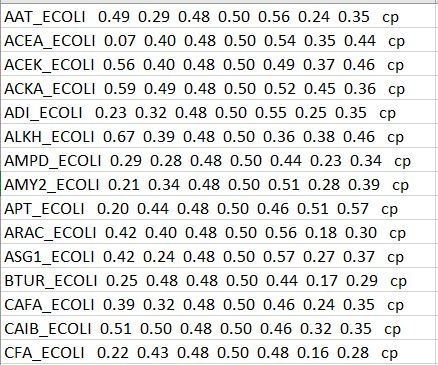 AAT_ECOLI 0.49 0.29 0.48 0.50 0.56 0.24 0.35 cp
ACEA_ECOLI 0.07 0.40 0.48 0.50 0.54 0.35 0.44 cp
ACEK_ECOLI 0.56 0.40 0.48 0.50 0.49 0.37 0.46 cp
ACKA_ECOLI 0.59 0.49 0.48 0.50 0.52 0.45 0.36 cp
ADI_ECOLI 0.23 0.32 0.48 0.50 0.55 0.25 0.35 cp
ALKH_ECOLI 0.67 0.39 0.48 0.50 0.36 0.38 0.46 cp
AMPD_ECOLI 0.29 0.28 0.48 0.50 0.44 0.23 0.34 cp
AMY2_ECOLI 0.21 0.34 0.48 0.50 0.51 0.28 0.39 cp
APT_ECOLI 0.20 0.44 0.48 0.50 0.46 0.51 0.57 cp
ARAC_ECOLI 0.42 0.40 0.48 0.50 0.56 0.18 0.30 cp
ASG1_ECOLI 0.42 0.24 0.48 0.50 0.57 0.27 0.37 cp
BTUR_ECOLI 0.25 0.48 0.48 0.50 0.44 0.17 0.29 cp
CAFA_ECOLI 0.39 0.32 0.48 0.50 0.46 0.24 0.35 cp
CAIB_ECOLI 0.51 0.50 0.48 0.50 0.46 0.32 0.35 cp
CFA_ECOLI 0.22 0.43 0.48 0.50 0.48 0.16 0.28 cp